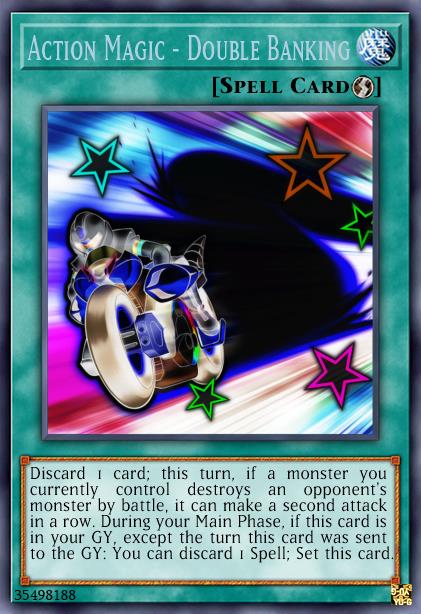 Action Magic - Double Banking
魔
[Spell Card]
Discard 1 card; this turn, if a monster you
currently control destroys an opponent's
monster by battle, it can make a second attack
in a row. During your Main Phase, if this card is
in your GY, except the turn this card was sent
to the GY: You can discard 1 Spell; Set this card.
35498188